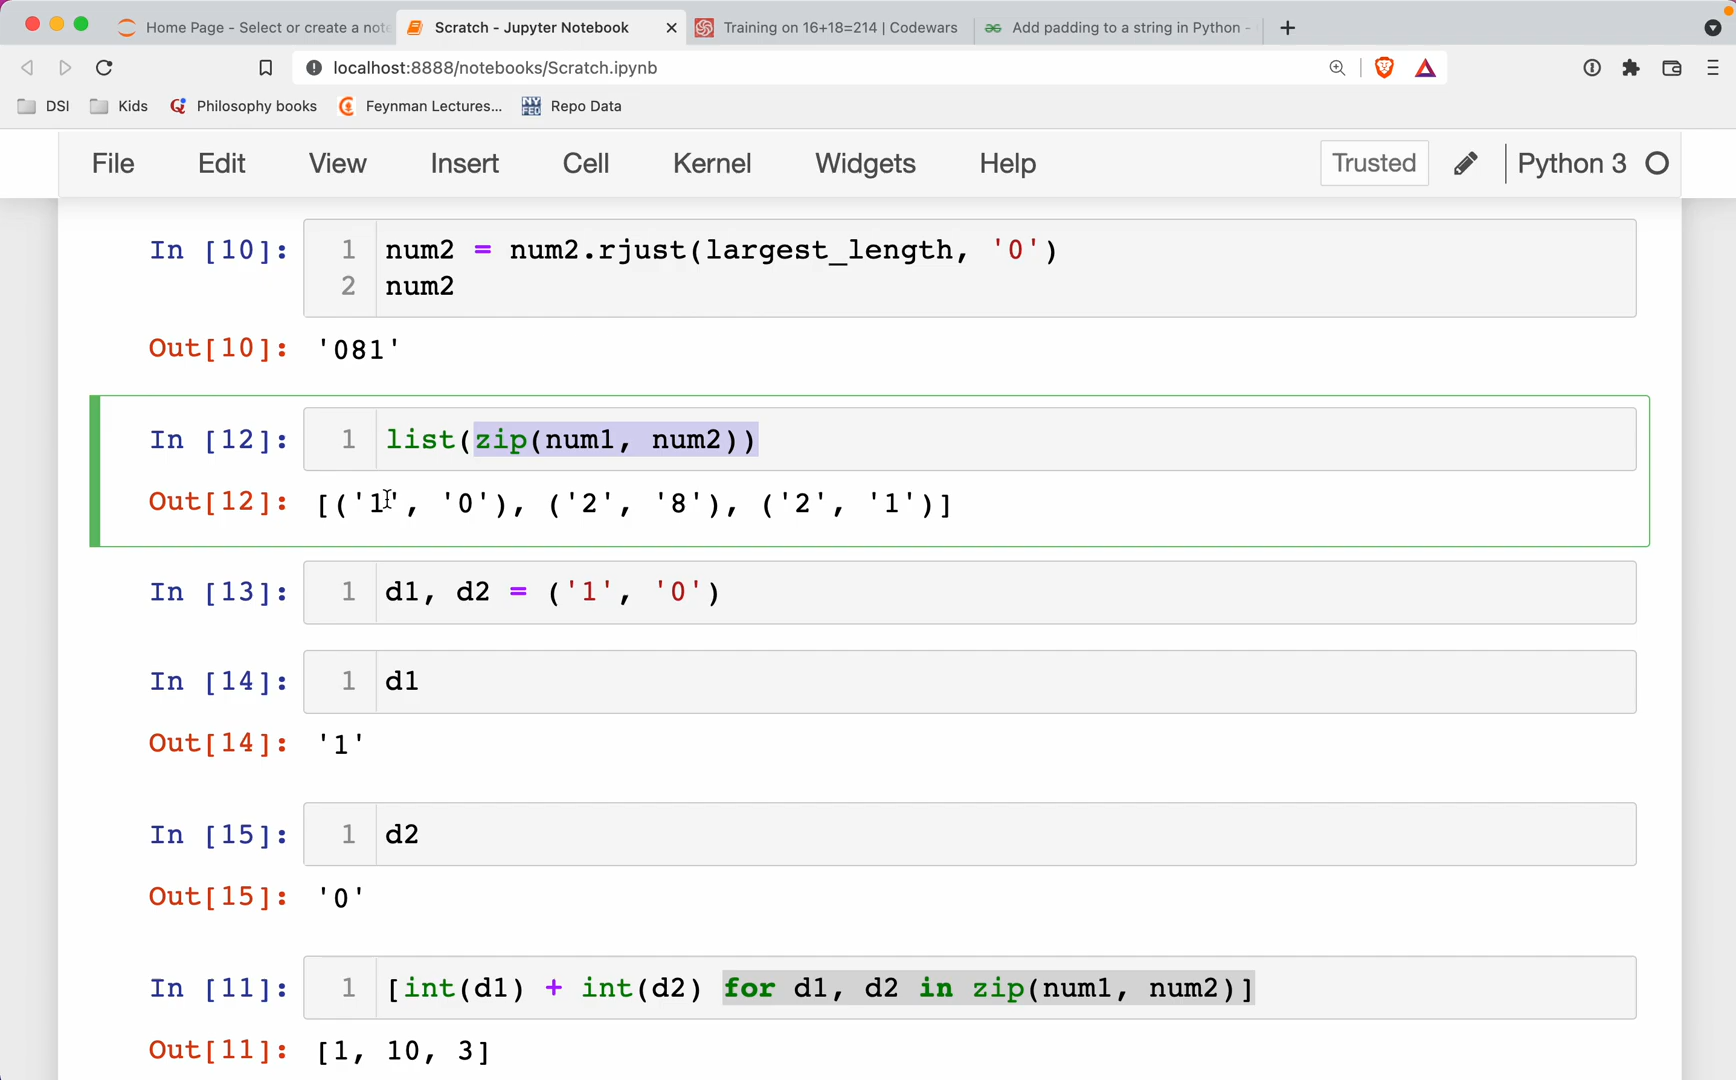 Home Page - Select or create a note
Scratch - Jupyter Notebook
Training on 16+18=214 | Codewars
Add padding to a string in Python -
localhost:8888/notebooks/Scratch.ipynb
DSI
Kids
Philosophy books
Feynman Lectures...
NY FED
Repo Data
File Edit View Insert Cell Kernel Widgets Help Trusted Python 3
In [10]: 1 num2 = num2.rjust(largest_length, '0')
2 num2
Out[10]: '081'
In [12]: 1 list(zip(num1, num2))
Out[12]: [('1', '0'), ('2', '8'), ('2', '1')]
In [13]: 1 d1, d2 = ('1', '0')
In [14]: 1 d1
Out[14]: '1'
In [15]: 1 d2
Out[15]: '0'
In [11]: 1 [int(d1) + int(d2) for d1, d2 in zip(num1, num2)]
Out[11]: [1, 10, 3]